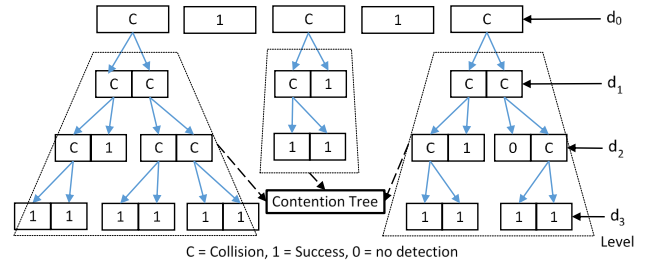 C 1 C 1 C d0
C C C 1 C C d1
C 1 C C 1 1 C 1 0 C d2
Contention Tree
1 1 1 1 1 1 1 1 1 1 d3
Level
C = Collision, 1 = Success, 0 = no detection